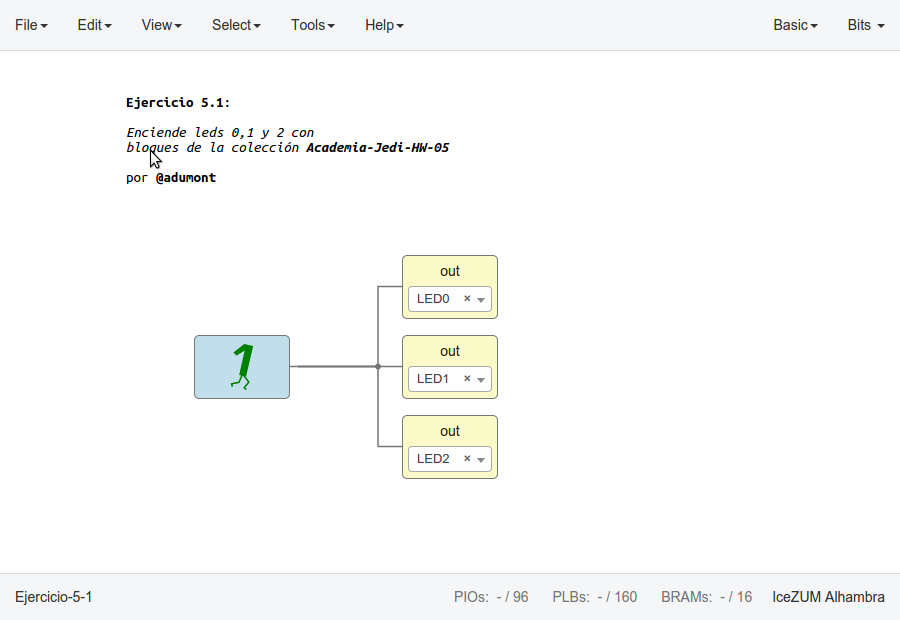 File Edit View Select Tools Help Basic Bits
Ejercicio 5.1:
Enciende leds 0,1 y 2 con
bloques de la colección Academia-Jedi-HW-05
por @adumont
out
LED0 × 
1
out
LED1 ×
out
LED2 ×
Ejercicio-5-1 PIOs: - / 96 PLBs: - / 160 BRAMs: - / 16 IceZUM Alhambra